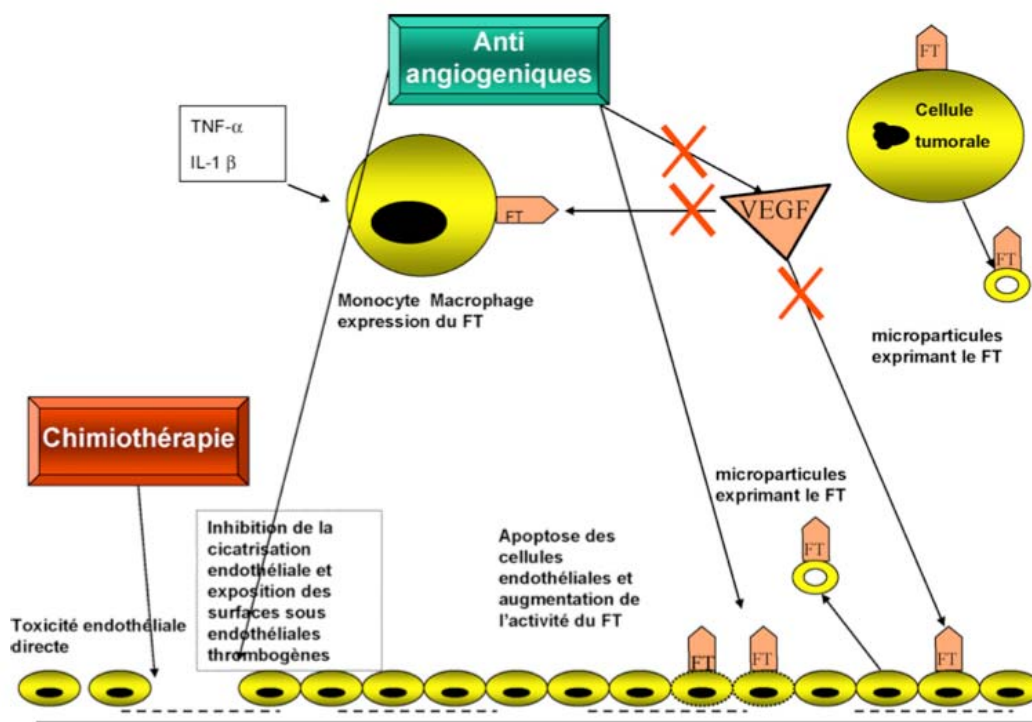 Anti
angiogeniques
TNF-α
IL-1 β
FT
Cellule
tumorale
FT
VEGF
FT
Monocyte Macrophage
expression du FT
microparticules
exprimant le FT
Chimiothérapie
microparticules
exprimant le FT
Inhibition de la
cicatrisation
endothéliale et
exposition des
surfaces sous
endothéliales
thrombogènes
Apoptose des
cellules
endothéliales et
augmentation de
l'activité du FT
FT
Toxicité endothéliale
directe
FT
FT
FT